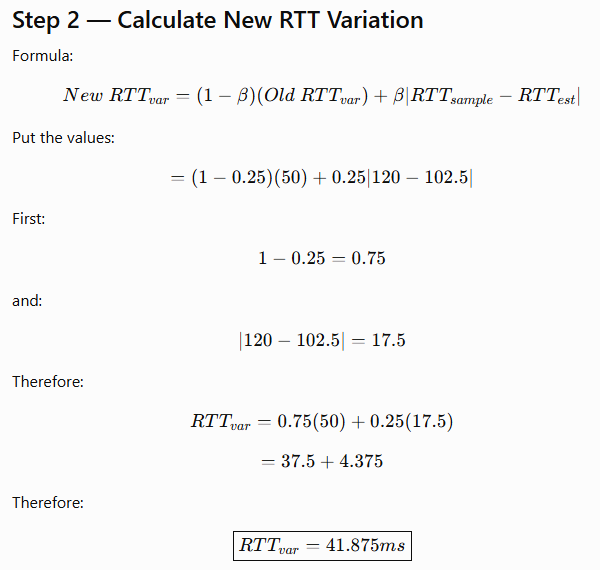 Step 2 — Calculate New RTT Variation
Formula:
New RTT_var = (1 − β)(Old RTT_var) + β|RTT_sample − RTT_est|
Put the values:
= (1 − 0.25)(50) + 0.25|120 − 102.5|
First:
1 − 0.25 = 0.75
and:
|120 − 102.5| = 17.5
Therefore:
RTT_var = 0.75(50) + 0.25(17.5)
= 37.5 + 4.375
Therefore:
RTT_var = 41.875ms